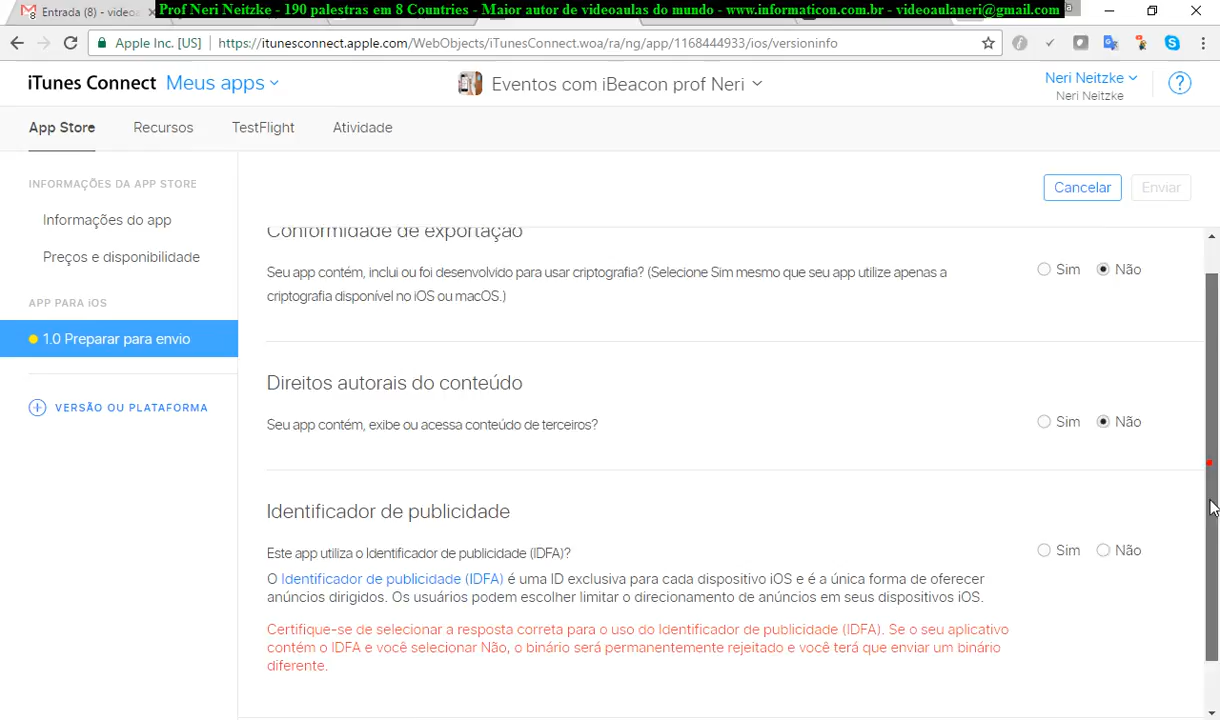 Entrada (8) - video
Prof Neri Neitzke - 190 palestras em 8 Countries - Maior autor de videoaulas do mundo - www.informaticon.com.br - videoaulaneri@gmail.com
Apple Inc. [US]
https://itunesconnect.apple.com/WebObjects/iTunesConnect.woa/ra/ng/app/1168444933/ios/versioninfo
iTunes Connect Meus apps
Eventos com iBeacon prof Neri
Neri Neitzke
Neri Neitzke
?
App Store Recursos TestFlight Atividade
INFORMAÇÕES DA APP STORE
Informações do app
Preços e disponibilidade
APP PARA iOS
1.0 Preparar para envio
VERSÃO OU PLATAFORMA
Cancelar Enviar
Conformidade de exportação
Seu app contém, inclui ou foi desenvolvido para usar criptografia? (Selecione Sim mesmo que seu app utilize apenas a
criptografia disponível no iOS ou macOS.)
Sim Não
Direitos autorais do conteúdo
Seu app contém, exibe ou acessa conteúdo de terceiros?
Sim Não
Identificador de publicidade
Este app utiliza o Identificador de publicidade (IDFA)?
Sim Não
O Identificador de publicidade (IDFA) é uma ID exclusiva para cada dispositivo iOS e é a única forma de oferecer
anúncios dirigidos. Os usuários podem escolher limitar o direcionamento de anúncios em seus dispositivos iOS.
Certifique-se de selecionar a resposta correta para o uso do Identificador de publicidade (IDFA). Se o seu aplicativo
contém o IDFA e você selecionar Não, o binário será permanentemente rejeitado e você terá que enviar um binário
diferente.